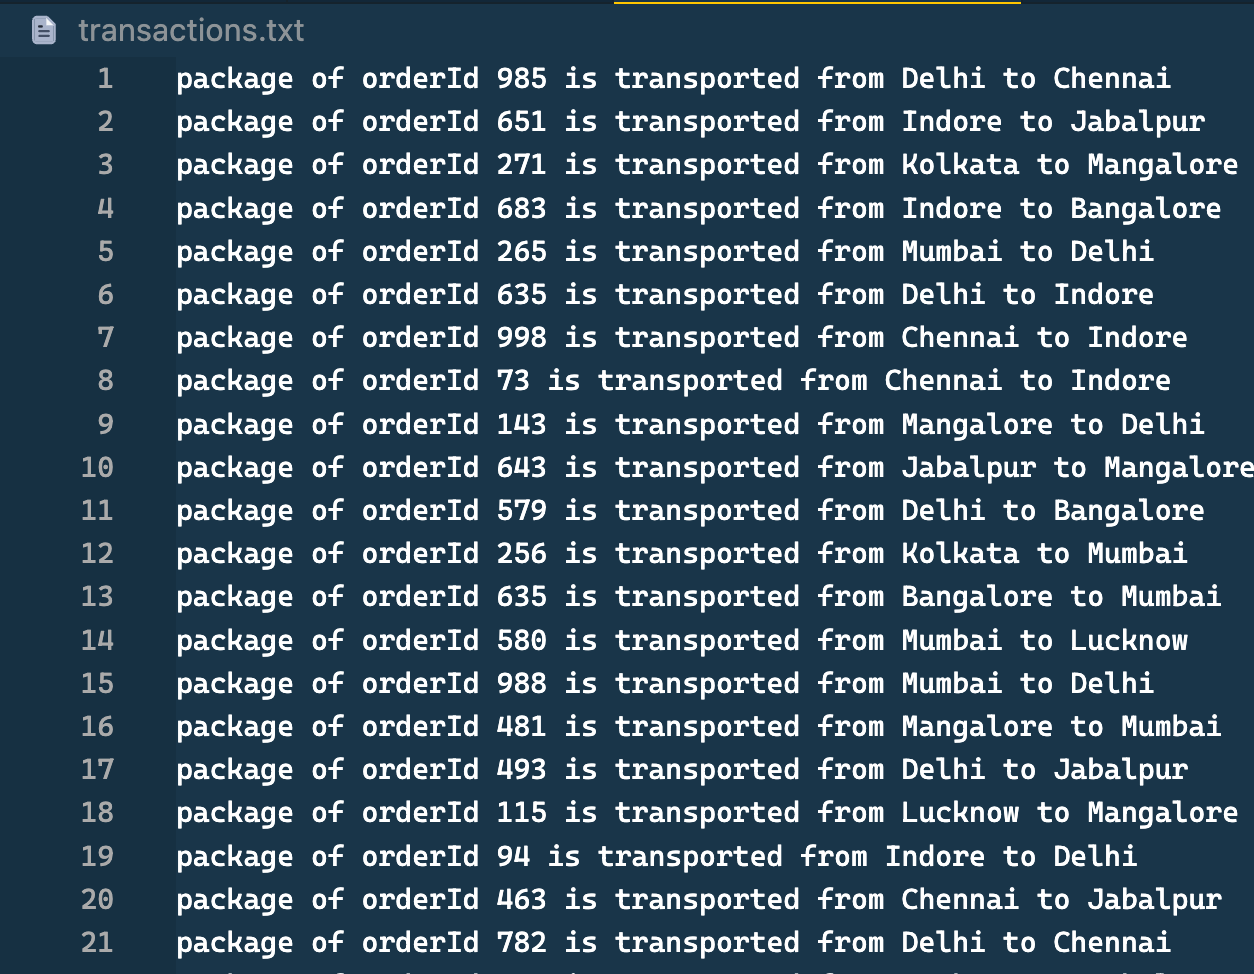 transactions.txt
1 package of orderId 985 is transported from Delhi to Chennai
2 package of orderId 651 is transported from Indore to Jabalpur
3 package of orderId 271 is transported from Kolkata to Mangalore
4 package of orderId 683 is transported from Indore to Bangalore
5 package of orderId 265 is transported from Mumbai to Delhi
6 package of orderId 635 is transported from Delhi to Indore
7 package of orderId 998 is transported from Chennai to Indore
8 package of orderId 73 is transported from Chennai to Indore
9 package of orderId 143 is transported from Mangalore to Delhi
10 package of orderId 643 is transported from Jabalpur to Mangalore
11 package of orderId 579 is transported from Delhi to Bangalore
12 package of orderId 256 is transported from Kolkata to Mumbai
13 package of orderId 635 is transported from Bangalore to Mumbai
14 package of orderId 580 is transported from Mumbai to Lucknow
15 package of orderId 988 is transported from Mumbai to Delhi
16 package of orderId 481 is transported from Mangalore to Mumbai
17 package of orderId 493 is transported from Delhi to Jabalpur
18 package of orderId 115 is transported from Lucknow to Mangalore
19 package of orderId 94 is transported from Indore to Delhi
20 package of orderId 463 is transported from Chennai to Jabalpur
21 package of orderId 782 is transported from Delhi to Chennai